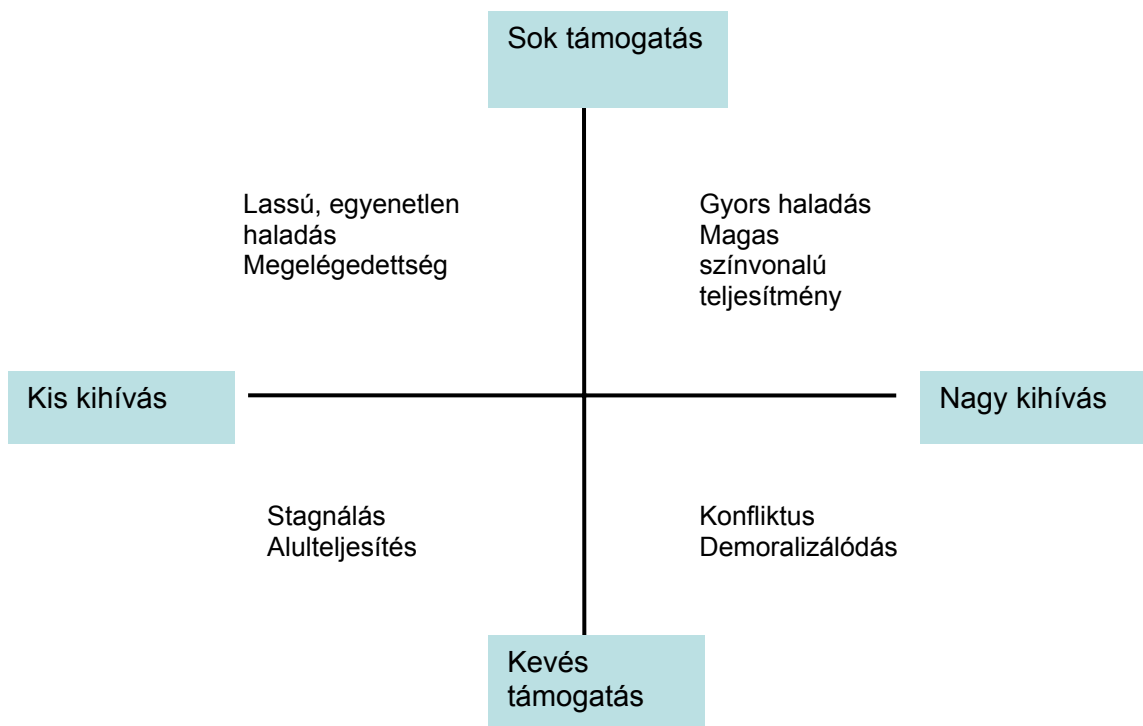 Sok támogatás
Lassú, egyenetlen
haladás
Megelégedettség
Gyors haladás
Magas
színvonalú
teljesítmény
Kis kihívás
Nagy kihívás
Stagnálás
Alulteljesítés
Konfliktus
Demoralizálódás
Kevés
támogatás